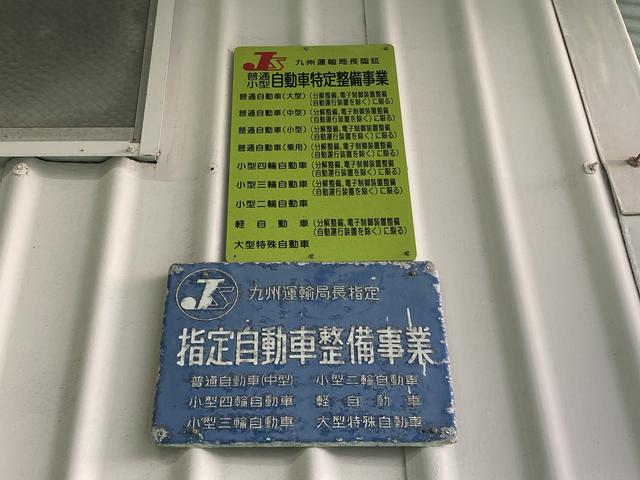 JS 九州運輸局長認証
普通
小型 自動車特定整備事業
普通自動車(大型) (分解整備、電子制御装置整備
(自動運行装置を除く)に限る)
普通自動車(中型) (分解整備、電子制御装置整備
(自動運行装置を除く)に限る)
普通自動車(小型) (分解整備、電子制御装置整備
(自動運行装置を除く)に限る)
普通自動車(乗用) (分解整備、電子制御装置整備
(自動運行装置を除く)に限る)
小型四輪自動車 (分解整備、電子制御装置整備
(自動運行装置を除く)に限る)
小型三輪自動車 (分解整備、電子制御装置整備
(自動運行装置を除く)に限る)
小型二輪自動車
軽自動車 (分解整備、電子制御装置整備
(自動運行装置を除く)に限る)
大型特殊自動車
JS 九州運輸局長指定
指定自動車整備事業
普通自動車(中型) 小型二輪自動車
小型四輪自動車 軽自動車
小型三輪自動車 大型特殊自動車